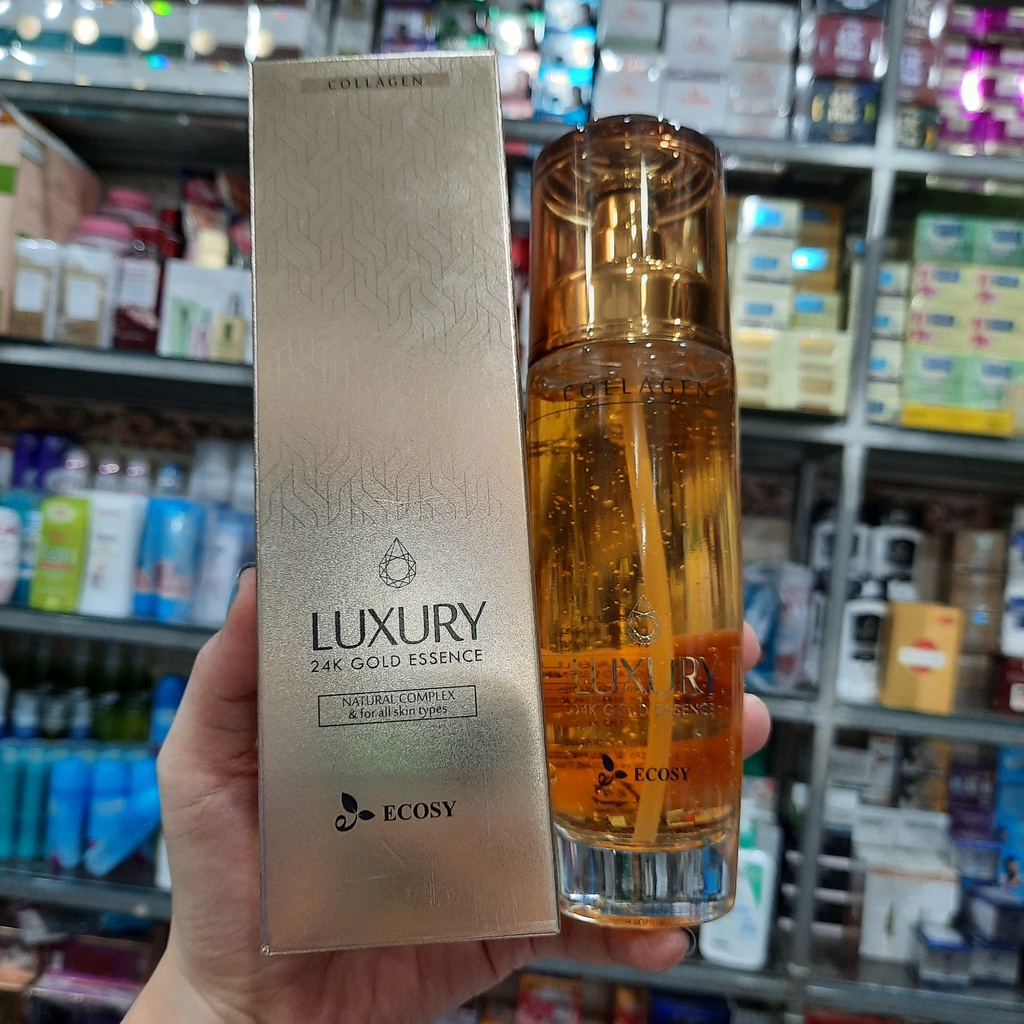 COLLAGEN
LUXURY
24K GOLD ESSENCE
NATURAL COMPLEX
& for all skin types
ECOSY
COLLAGEN
LUXURY
24K GOLD ESSENCE
ECOSY